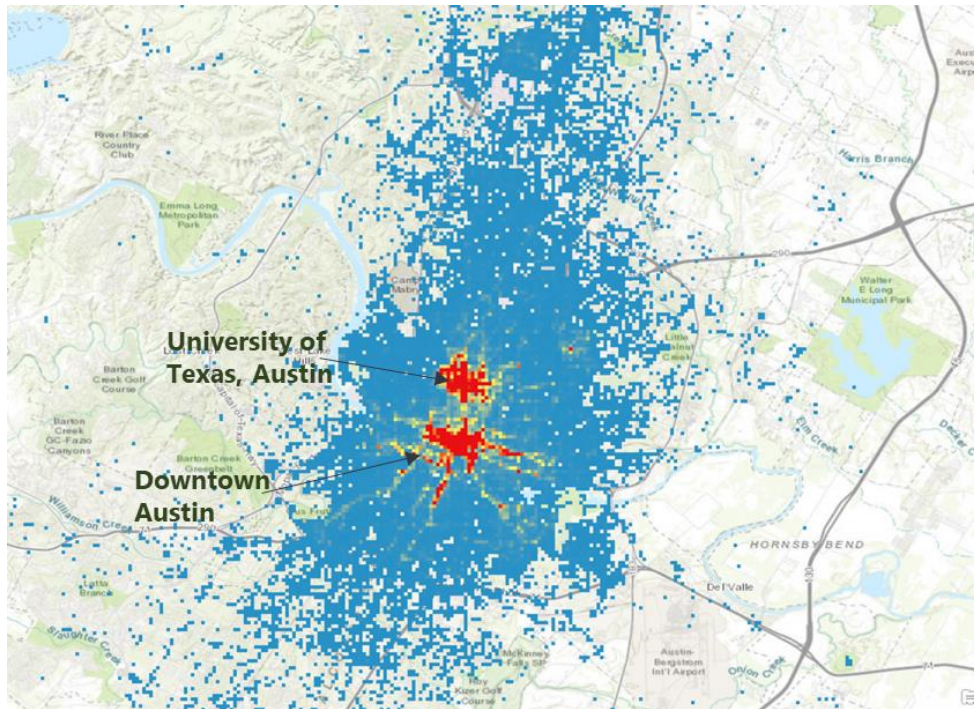 River Place
Country
Club
Emma Long
Metropolitan
Park
Harris Branch
290
Walter
E Long
Municipal Park
Camp
Mabry
University of
Texas, Austin
Little
Walnut
Creek
Barton
Creek Golf
Course
Barton
Creek
GC-Fazio
Canyons
Barton Creek
Greenbelt
Elm Creek
Downtown
Austin
Williamson Creek
71
290
HORNSBY BEND
Del Valle
Latta
Branch
Slaughter Creek
McKinney
Falls SP
Roy
Kizer Golf
Course
Austin-
Bergstrom
Int'l Airport
Onion Creek